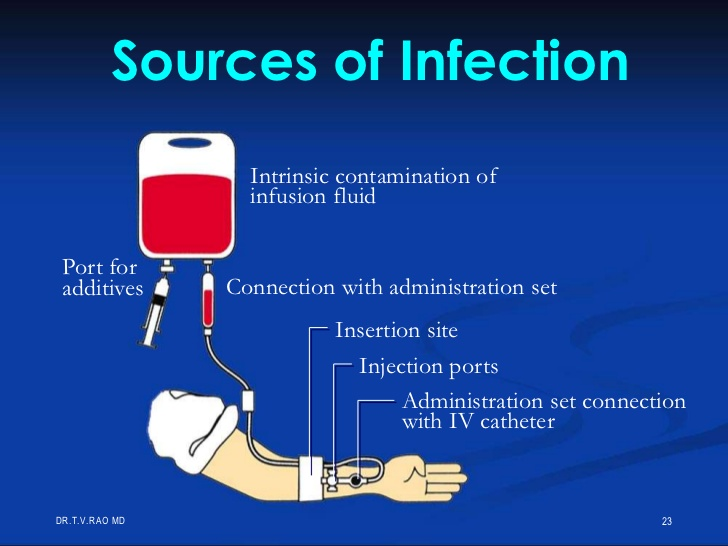 Sources of Infection
Intrinsic contamination of
infusion fluid
Port for
additives
Connection with administration set
Insertion site
Injection ports
Administration set connection
with IV catheter
DR.T.V.RAO MD
23